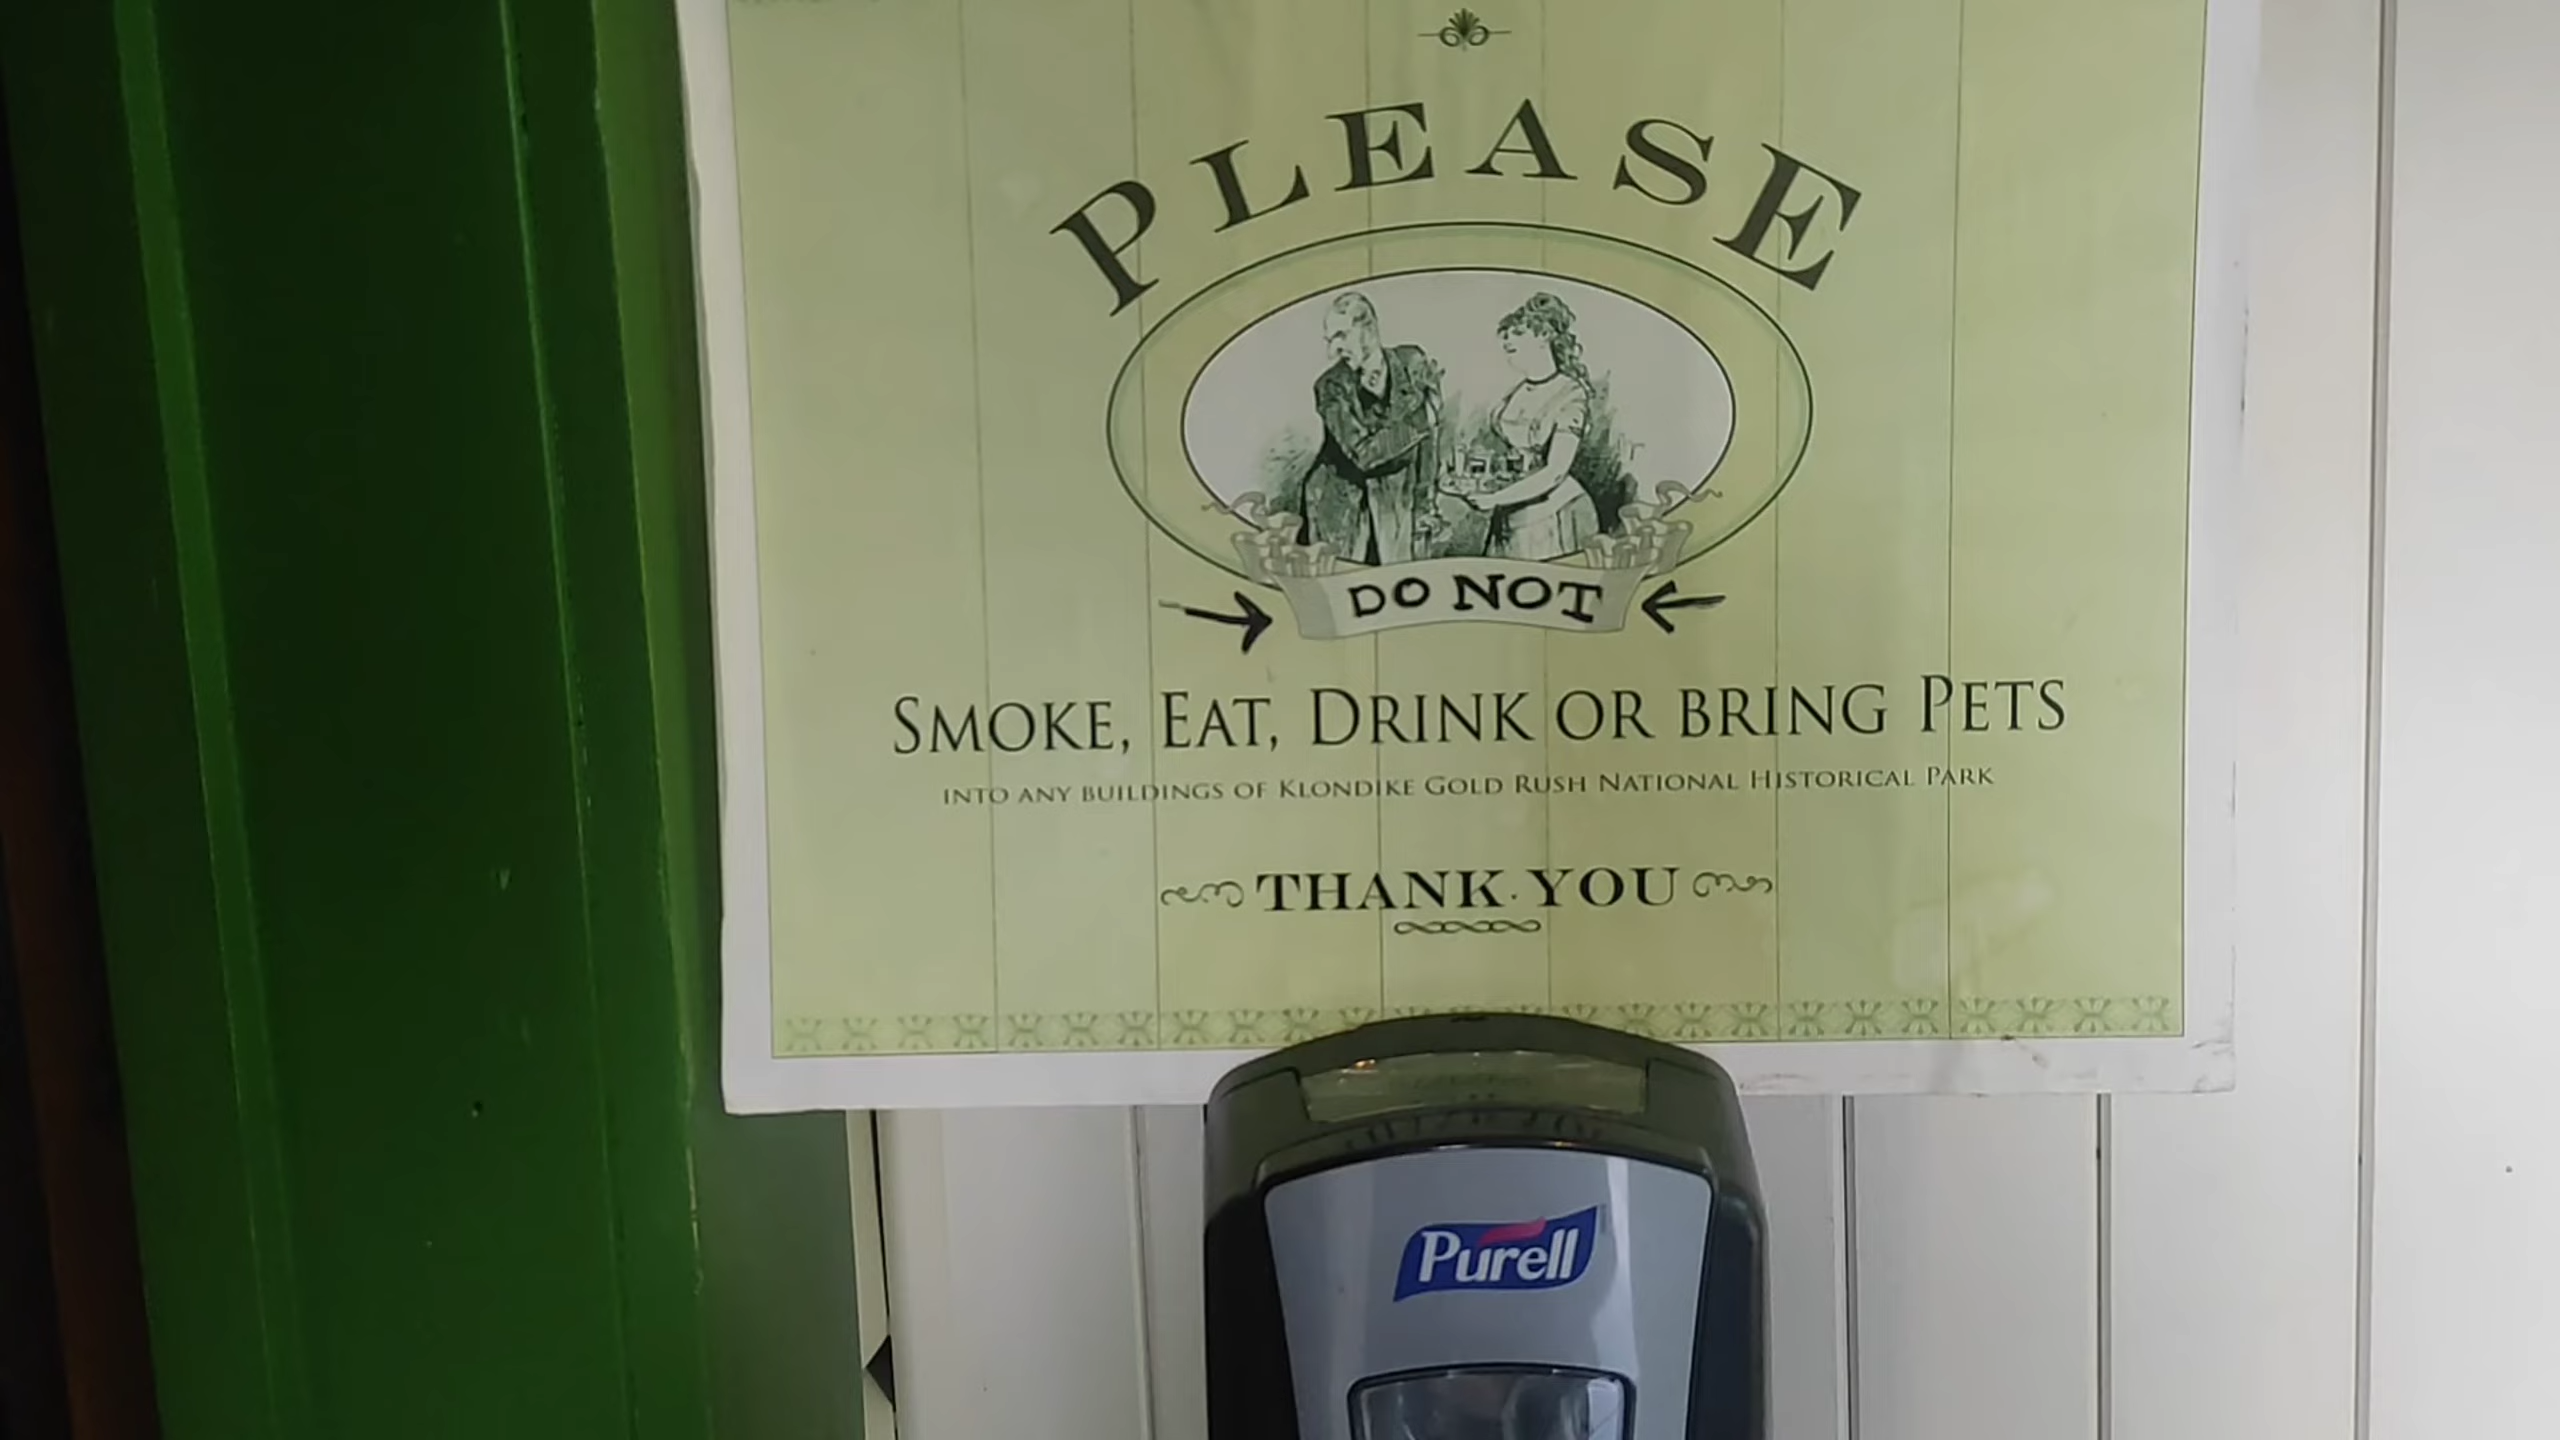 PLEASE
DO NOT
SMOKE, EAT, DRINK OR BRING PETS
INTO ANY BUILDINGS OF KLONDIKE GOLD RUSH NATIONAL HISTORICAL PARK
THANK · YOU
Purell